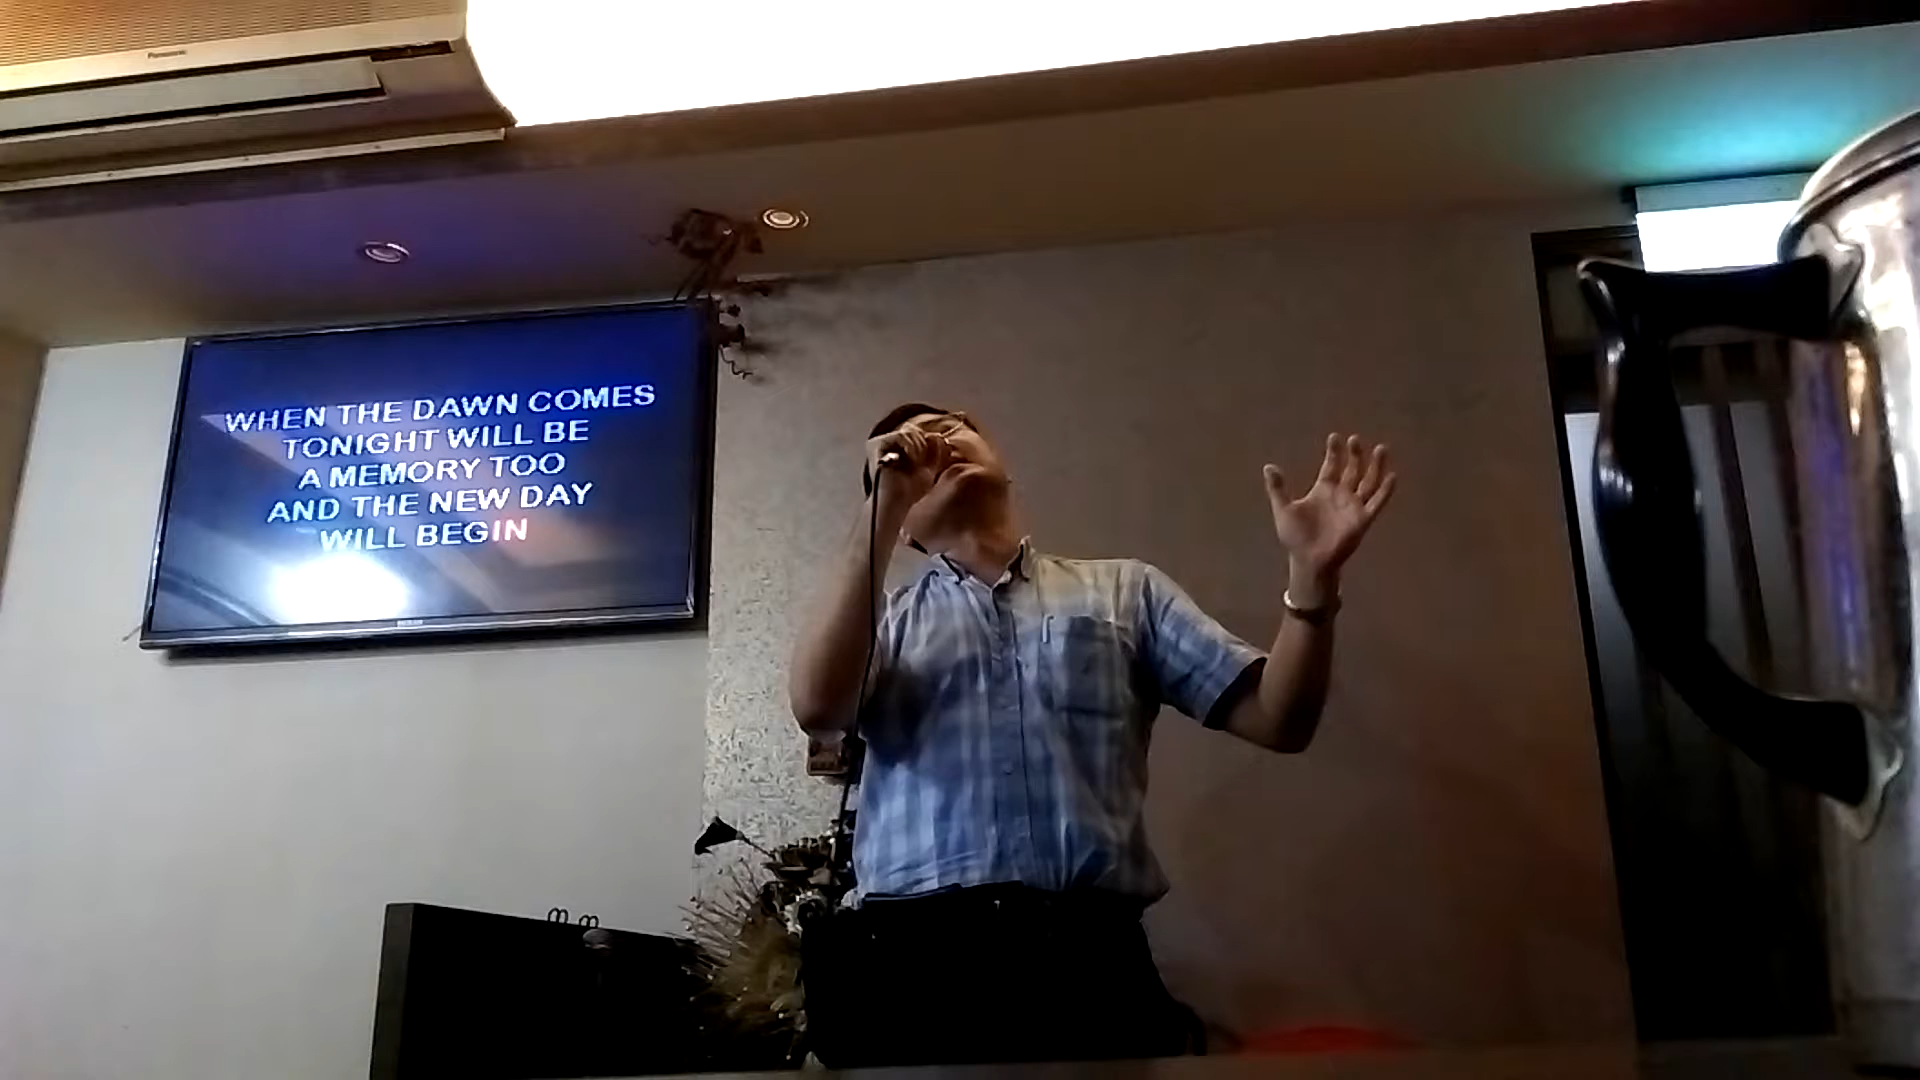 WHEN THE DAWN COMES
TONIGHT WILL BE
A MEMORY TOO
AND THE NEW DAY
WILL BEGIN